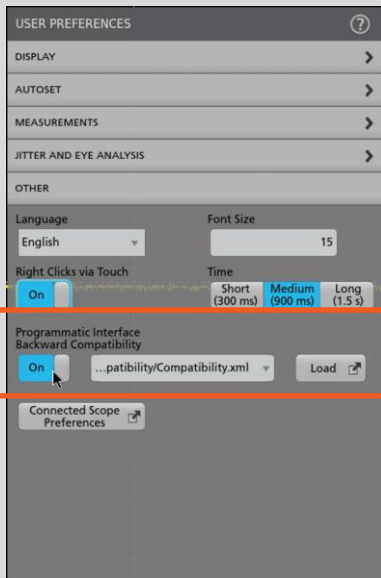 USER PREFERENCES ?
DISPLAY
AUTOSET
MEASUREMENTS
JITTER AND EYE ANALYSIS
OTHER
Language Font Size
English 15
Right Clicks via Touch Time
On Short Medium Long
(300 ms) (900 ms) (1.5 s)
Programmatic Interface
Backward Compatibility
On ...patibility/Compatibility.xml Load
Connected Scope
Preferences